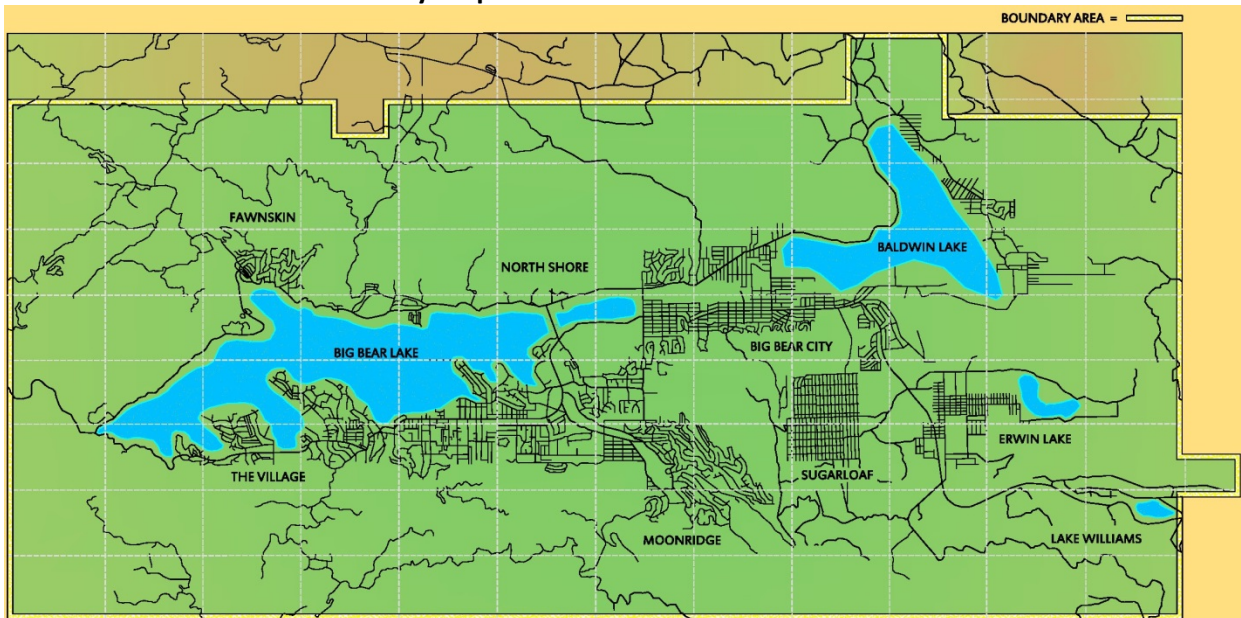 BOUNDARY AREA =
FAWNSKIN
BALDWIN LAKE
NORTH SHORE
BIG BEAR LAKE
BIG BEAR CITY
ERWIN LAKE
THE VILLAGE
SUGARLOAF
MOONRIDGE
LAKE WILLIAMS